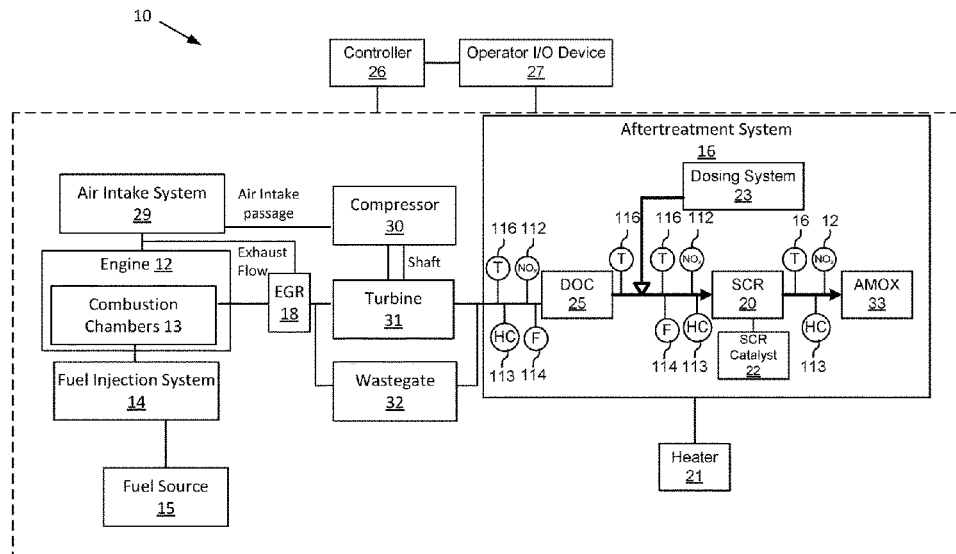 10
Controller
26
Operator I/O Device
27
Aftertreatment System
16
Dosing System
23
Air Intake System
29
Air Intake
passage
Compressor
30
116
112
116
116
112
16
12
Exhaust
Flow
Engine 12
Shaft
T
NOx
T
T
NOx
T
NOx
Combustion
Chambers 13
EGR
18
Turbine
31
DOC
25
SCR
20
AMOX
33
HC
F
F
HC
HC
SCR
Catalyst
22
113
114
114
113
113
Fuel Injection System
14
Wastegate
32
Heater
21
Fuel Source
15